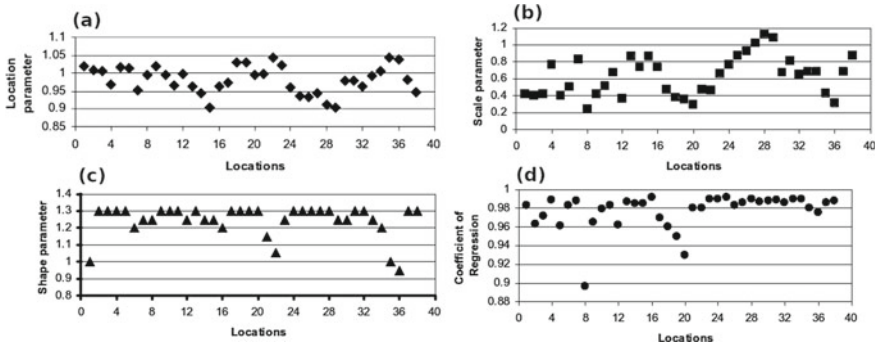 (a)
Location
parameter
1.1
1.05
1
0.95
0.9
0.85
0 4 8 12 16 20 24 28 32 36 40
Locations
(b)
Scale parameter
1.2
1
0.8
0.6
0.4
0.2
0
0 4 8 12 16 20 24 28 32 36 40
Locations
(c)
Shape parameter
1.4
1.3
1.2
1.1
1
0.9
0.8
0 4 8 12 16 20 24 28 32 36 40
Locations
(d)
Coefficient of
Regression
1
0.98
0.96
0.94
0.92
0.9
0.88
0 4 8 12 16 20 24 28 32 36 40
Locations